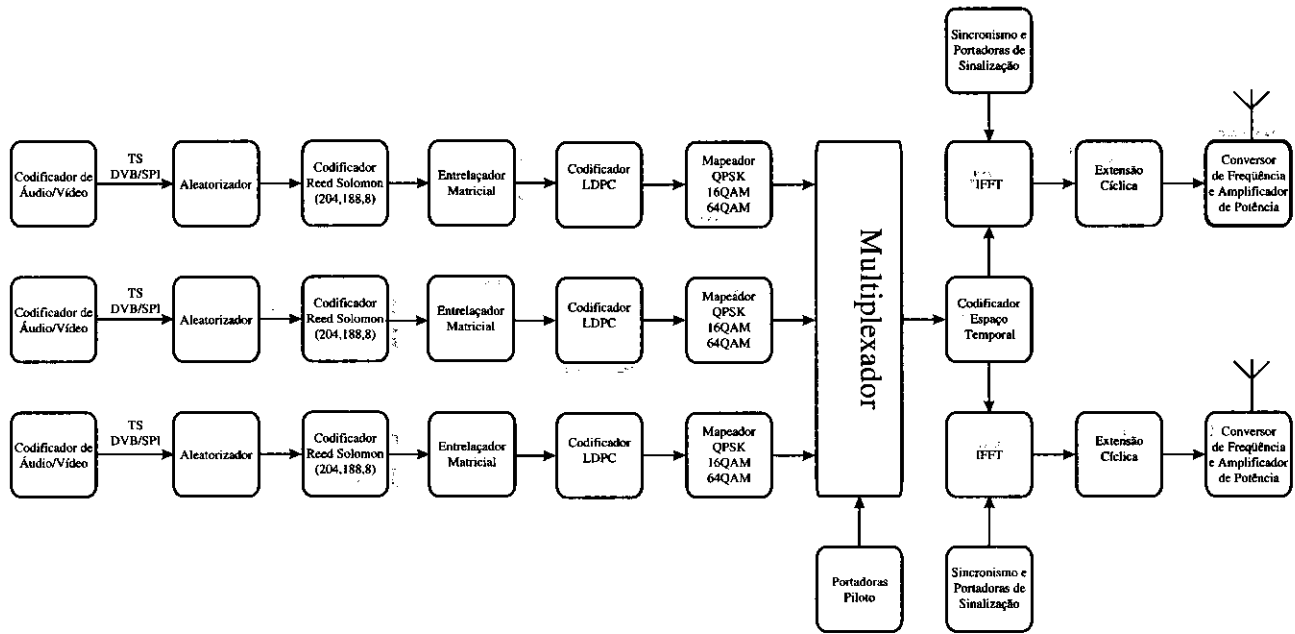 Sincronismo e
Portadoras de
Sinalização
Codificador de
Áudio/Vídeo
TS
DVB/SPI
Aleatorizador
Codificador
Reed Solomon
(204,188,8)
Entrelaçador
Matricial
Codificador
LDPC
Mapeador
QPSK
16QAM
64QAM
IFFT
Extensão
Cíclica
Conversor
de Freqüência
e Amplificador
de Potência
Codificador de
Áudio/Vídeo
TS
DVB/SPI
Aleatorizador
Codificador
Reed Solomon
(204,188,8)
Entrelaçador
Matricial
Codificador
LDPC
Mapeador
QPSK
16QAM
64QAM
Multiplexador
Codificador
Espaço
Temporal
Codificador de
Áudio/Vídeo
TS
DVB/SPI
Aleatorizador
Codificador
Reed Solomon
(204,188,8)
Entrelaçador
Matricial
Codificador
LDPC
Mapeador
QPSK
16QAM
64QAM
IFFT
Extensão
Cíclica
Conversor
de Freqüência
e Amplificador
de Potência
Portadoras
Piloto
Sincronismo e
Portadoras de
Sinalização